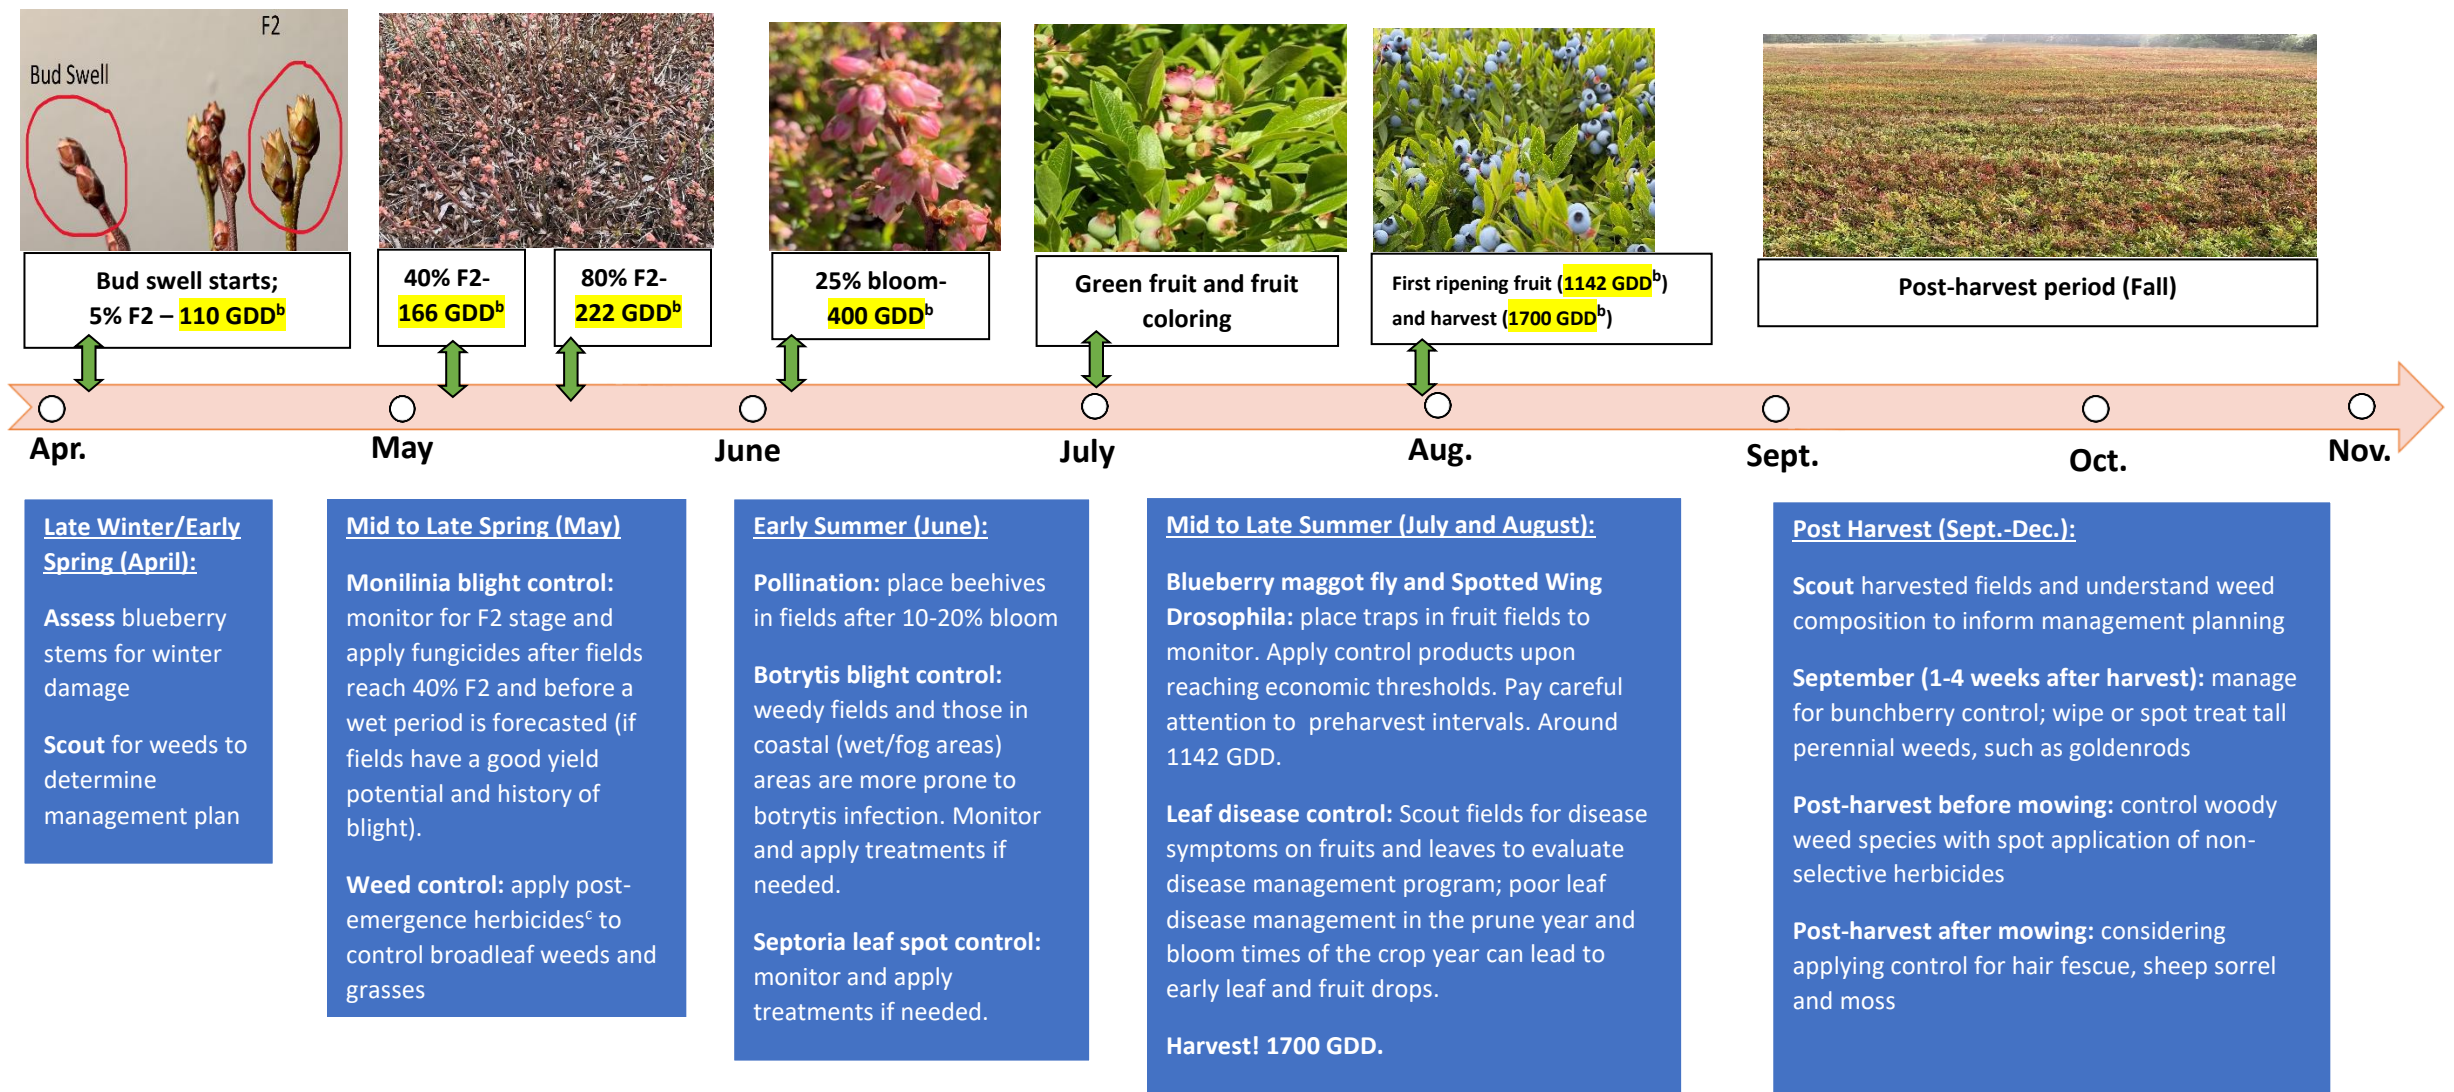 F2
Bud Swell
Bud swell starts;
5% F2 – 110 GDDᵇ
40% F2-
166 GDDᵇ
80% F2-
222 GDDᵇ
25% bloom-
400 GDDᵇ
Green fruit and fruit
coloring
First ripening fruit (1142 GDDᵇ)
and harvest (1700 GDDᵇ)
Post-harvest period (Fall)
Apr.
May
June
July
Aug.
Sept.
Oct.
Nov.
Late Winter/Early
Spring (April):
Assess blueberry
stems for winter
damage
Scout for weeds to
determine
management plan
Mid to Late Spring (May)
Monilinia blight control:
monitor for F2 stage and
apply fungicides after fields
reach 40% F2 and before a
wet period is forecasted (if
fields have a good yield
potential and history of
blight).
Weed control: apply post-
emergence herbicidesᶜ to
control broadleaf weeds and
grasses
Early Summer (June):
Pollination: place beehives
in fields after 10-20% bloom
Botrytis blight control:
weedy fields and those in
coastal (wet/fog areas)
areas are more prone to
botrytis infection. Monitor
and apply treatments if
needed.
Septoria leaf spot control:
monitor and apply
treatments if needed.
Mid to Late Summer (July and August):
Blueberry maggot fly and Spotted Wing
Drosophila: place traps in fruit fields to
monitor. Apply control products upon
reaching economic thresholds. Pay careful
attention to preharvest intervals. Around
1142 GDD.
Leaf disease control: Scout fields for disease
symptoms on fruits and leaves to evaluate
disease management program; poor leaf
disease management in the prune year and
bloom times of the crop year can lead to
early leaf and fruit drops.
Harvest! 1700 GDD.
Post Harvest (Sept.-Dec.):
Scout harvested fields and understand weed
composition to inform management planning
September (1-4 weeks after harvest): manage
for bunchberry control; wipe or spot treat tall
perennial weeds, such as goldenrods
Post-harvest before mowing: control woody
weed species with spot application of non-
selective herbicides
Post-harvest after mowing: considering
applying control for hair fescue, sheep sorrel
and moss